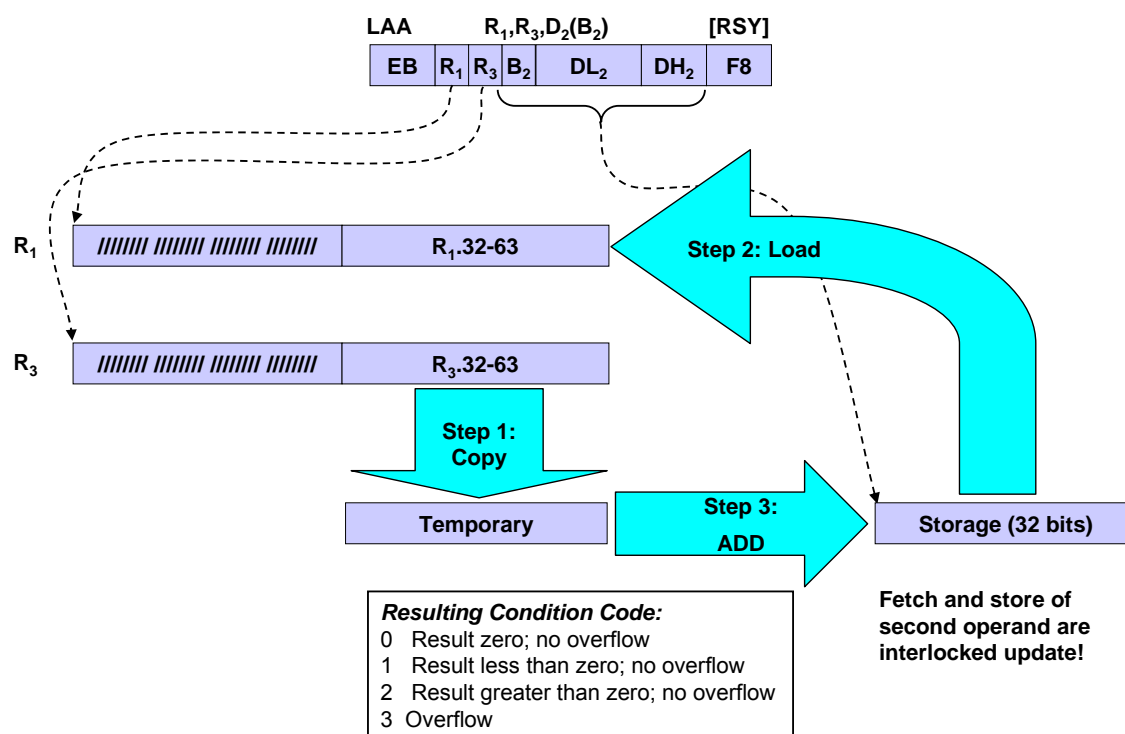 LAA R₁,R₃,D₂(B₂) [RSY]
EB R₁ R₃ B₂ DL₂ DH₂ F8
R₁ //////// //////// //////// //////// R₁.32-63
Step 2: Load
R₃ //////// //////// //////// //////// R₃.32-63
Step 1:
Copy
Temporary
Step 3:
ADD
Storage (32 bits)
Resulting Condition Code:
0 Result zero; no overflow
1 Result less than zero; no overflow
2 Result greater than zero; no overflow
3 Overflow
Fetch and store of
second operand are
interlocked update!